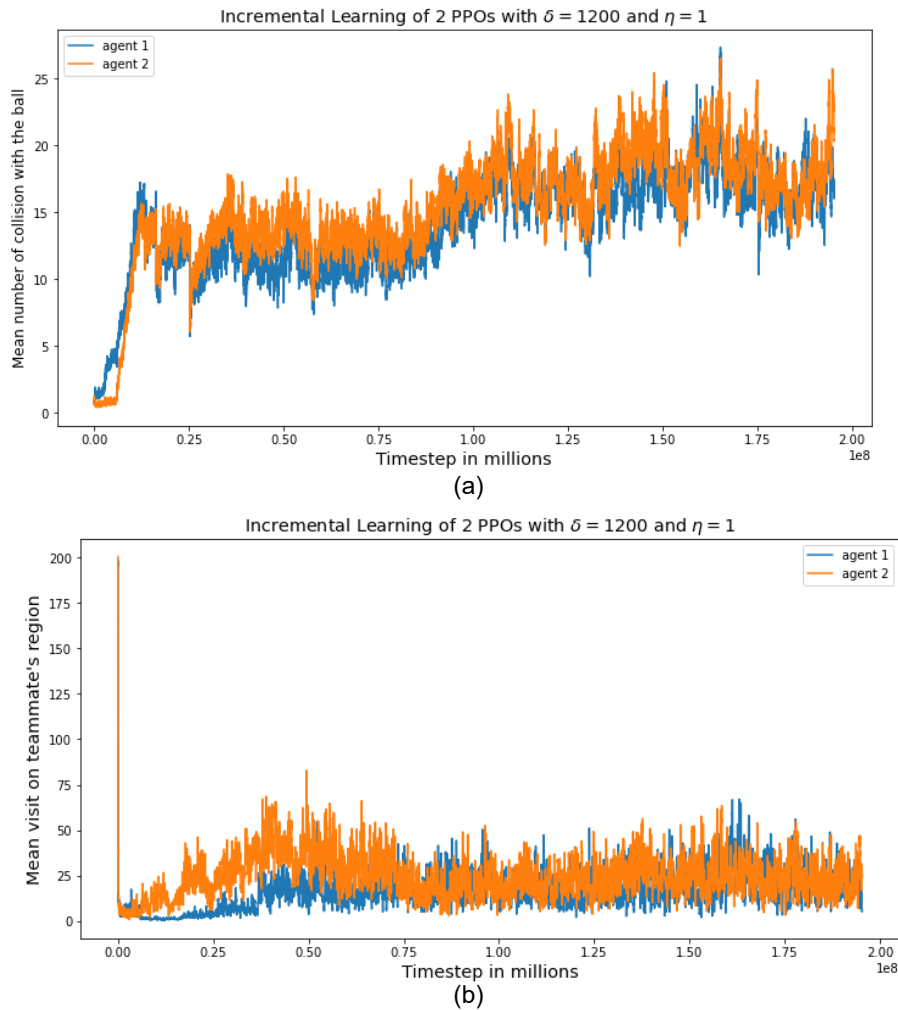 Incremental Learning of 2 PPOs with δ = 1200 and η = 1
agent 1
agent 2
Mean number of collision with the ball
25
20
15
10
5
0
0.00 0.25 0.50 0.75 1.00 1.25 1.50 1.75 2.00
1e8
Timestep in millions
(a)
Incremental Learning of 2 PPOs with δ = 1200 and η = 1
agent 1
agent 2
Mean visit on teammate's region
200
175
150
125
100
75
50
25
0
0.00 0.25 0.50 0.75 1.00 1.25 1.50 1.75 2.00
1e8
Timestep in millions
(b)